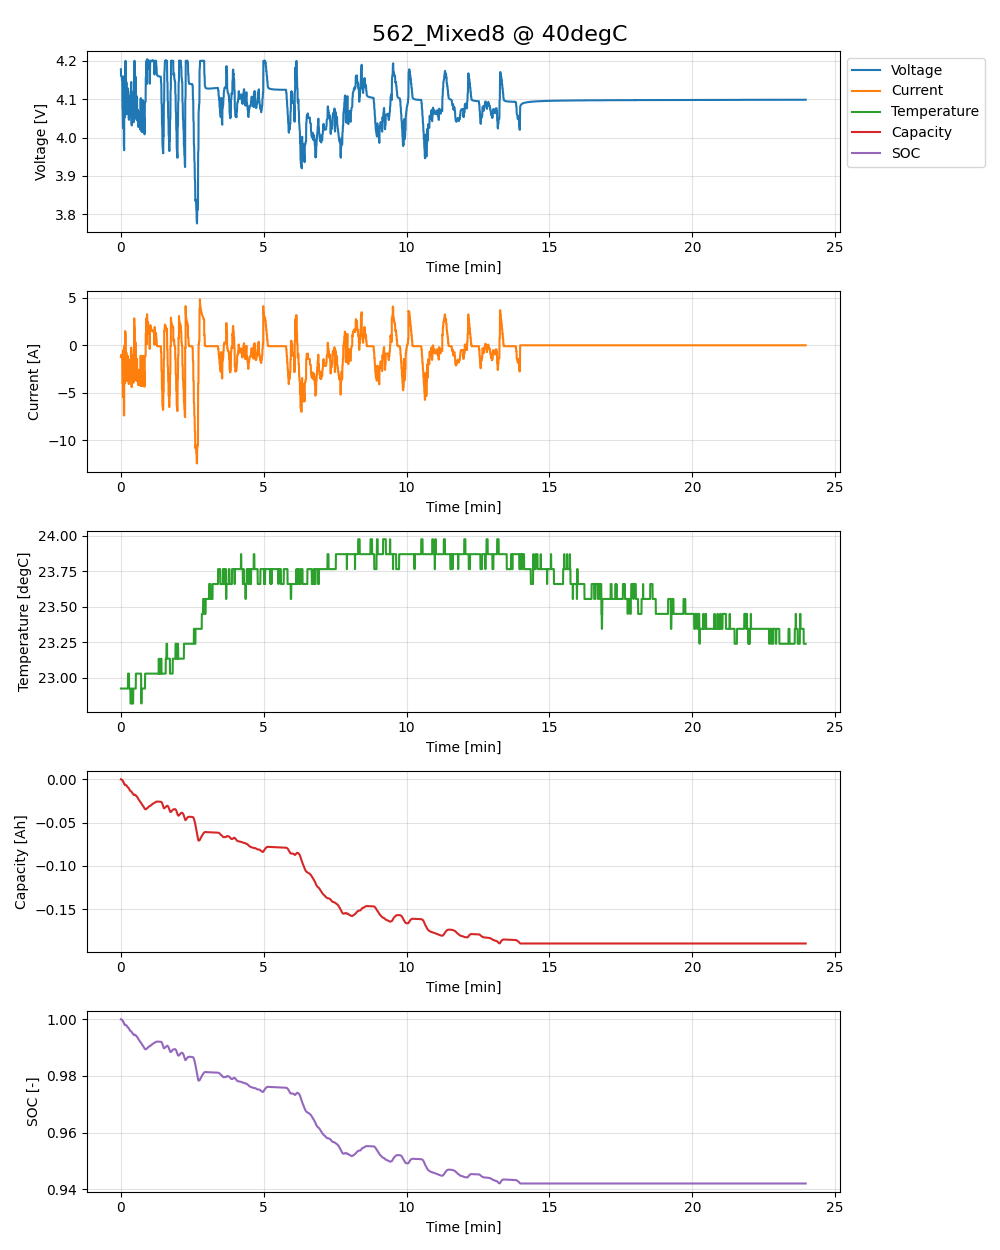 562_Mixed8 @ 40degC
4.2
4.1
4.0
3.9
3.8
Voltage [V]
0 5 10 15 20 25
Time [min]
Voltage
Current
Temperature
Capacity
SOC
5
0
−5
−10
Current [A]
0 5 10 15 20 25
Time [min]
24.00
23.75
23.50
23.25
23.00
Temperature [degC]
0 5 10 15 20 25
Time [min]
0.00
−0.05
−0.10
−0.15
Capacity [Ah]
0 5 10 15 20 25
Time [min]
1.00
0.98
0.96
0.94
SOC [-]
0 5 10 15 20 25
Time [min]